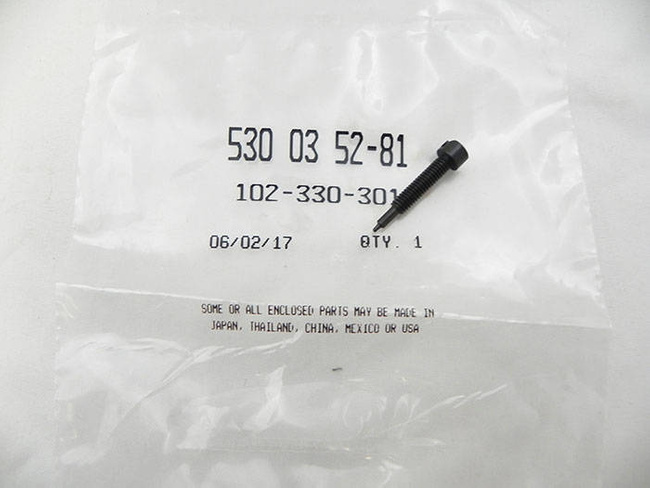 530 03 52-81
102-330-301
06/02/17 QTY. 1
SOME OR ALL ENCLOSED PARTS MAY BE MADE IN
JAPAN, THAILAND, CHINA, MEXICO OR USA